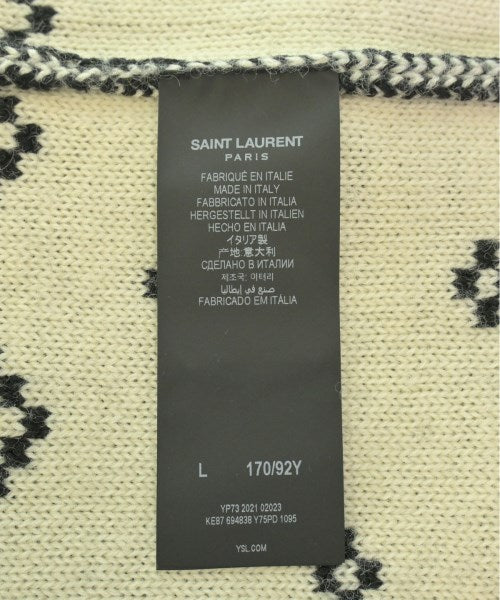 SAINT LAURENT
PARIS
FABRIQUÉ EN ITALIE
MADE IN ITALY
FABBRICATO IN ITALIA
HERGESTELLT IN ITALIEN
HECHO EN ITALIA
イタリア製
产地:意大利
СДЕЛАНО В ИТАЛИИ
제조국: 이태리
صنع في إيطاليا
FABRICADO EM ITÁLIA
L 170/92Y
YP73 2021 02023
KE87 694838 Y75PD 1095
YSL.COM